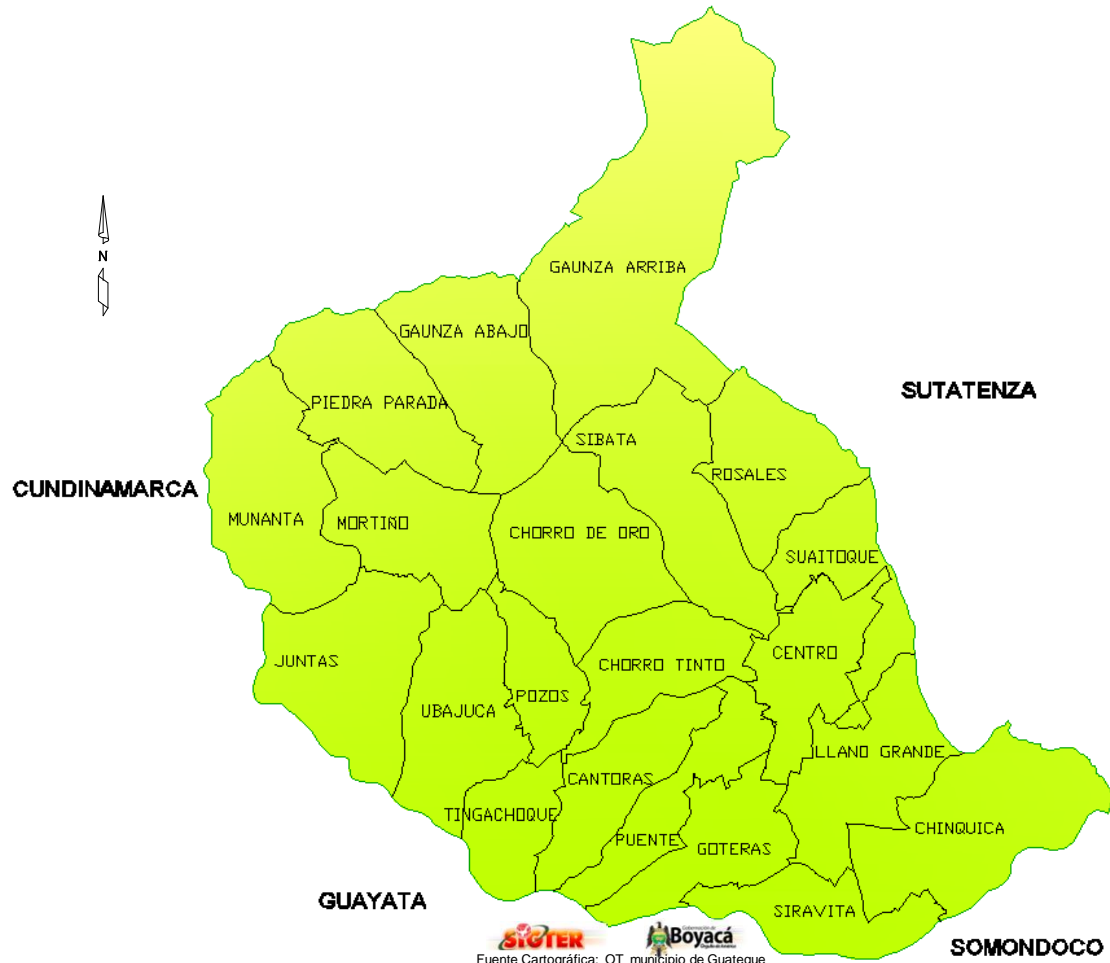 N
GAUNZA ARRIBA
GAUNZA ABAJO
SUTATENZA
PIEDRA PARADA
SIBATA
ROSALES
CUNDINAMARCA
MUNANTA
MORTIÑO
CHORRO DE ORO
SUAITOQUE
JUNTAS
CHORRO TINTO
CENTRO
UBAJUCA
POZOS
LLANO GRANDE
CANTORAS
TINGACHOQUE
CHINQUICA
PUENTE
GOTERAS
GUAYATA
SIRAVITA
SIGTER
Boyacá
SOMONDOCO
Fuente Cartográfica: OT municipio de Guateque